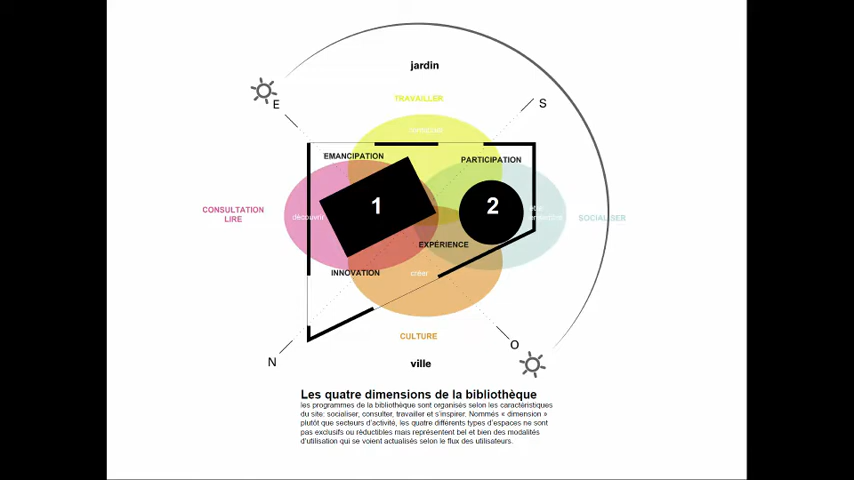 jardin
TRAVAILLER
E
S
EMANCIPATION
PARTICIPATION
CONSULTATION
LIRE
découvrir
1
2
SOCIALISER
EXPÉRIENCE
INNOVATION
créer
CULTURE
O
N
ville
Les quatre dimensions de la bibliothèque
les programmes de la bibliothèque sont organisés selon les caractéristiques
du site: socialiser, consulter, travailler et s'inspirer. Nommés « dimension »
plutôt que secteurs d'activité, les quatre différents types d'espaces ne sont
pas exclusifs ou réductibles mais représentent bel et bien des modalités
d'utilisation qui se voient actualisés selon le flux des utilisateurs.